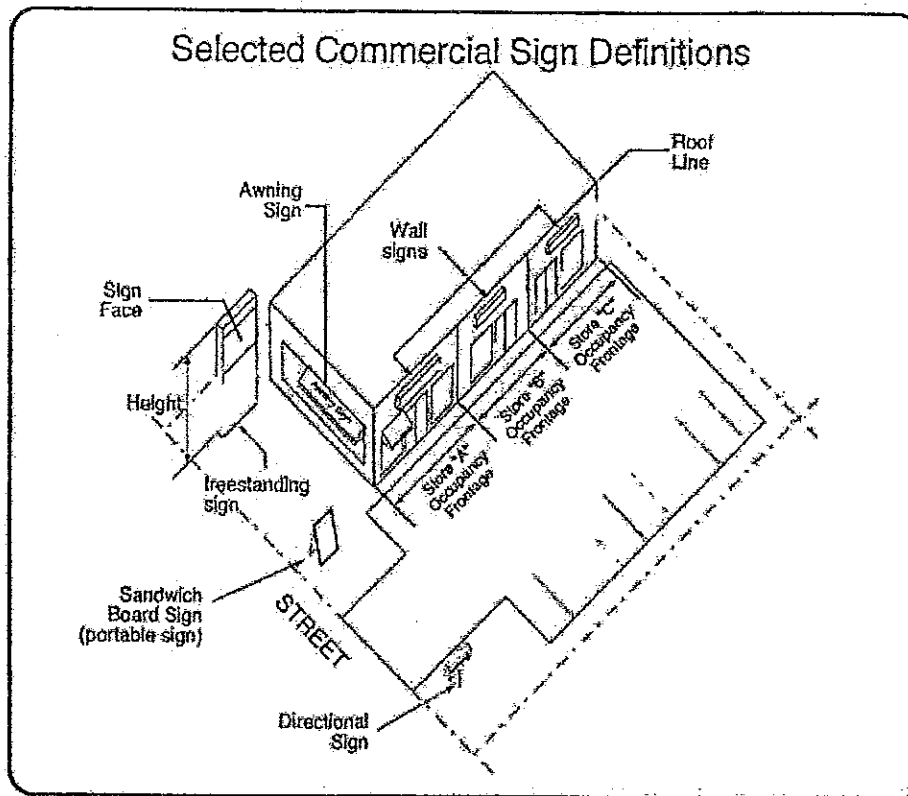 Selected Commercial Sign Definitions
Roof
Line
Awning
Sign
Wall
signs
Sign
Face
Height
freestanding
sign
Store "A"
Occupancy
Frontage
Store "B"
Occupancy
Frontage
Store "C"
Occupancy
Frontage
Sandwich
Board Sign
(portable sign)
STREET
Directional
Sign